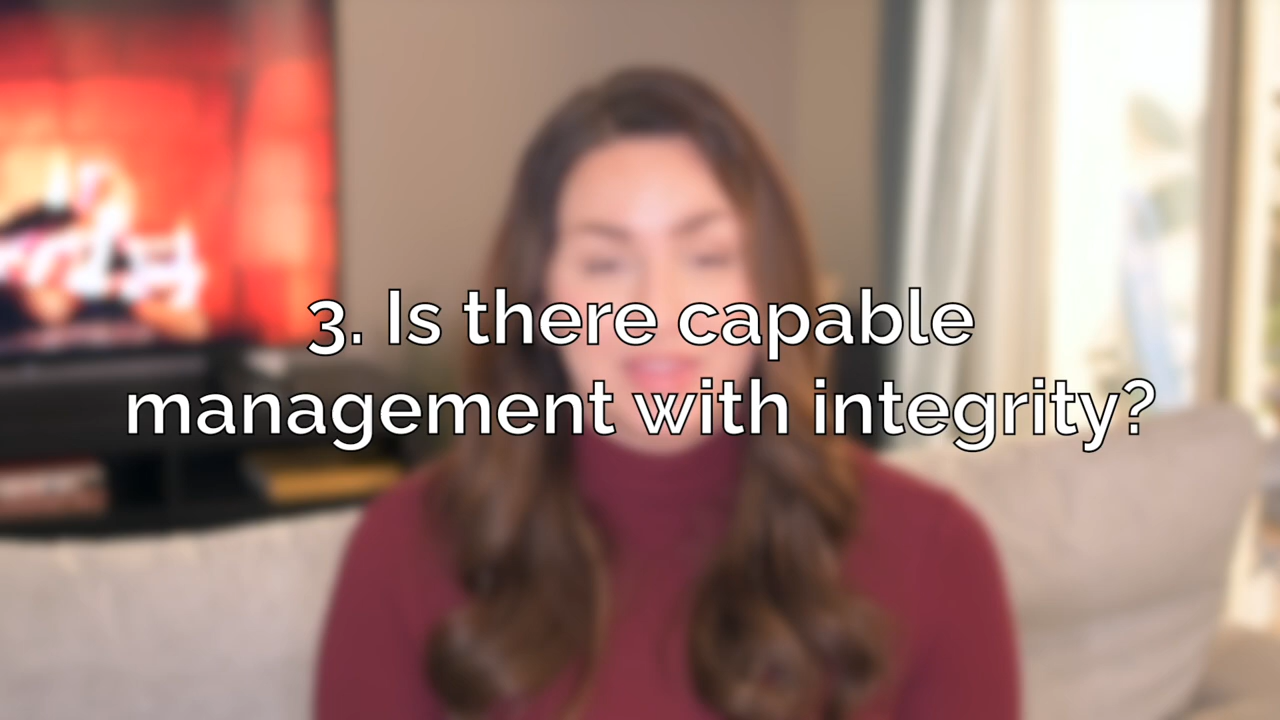 3. Is there capable
management with integrity?